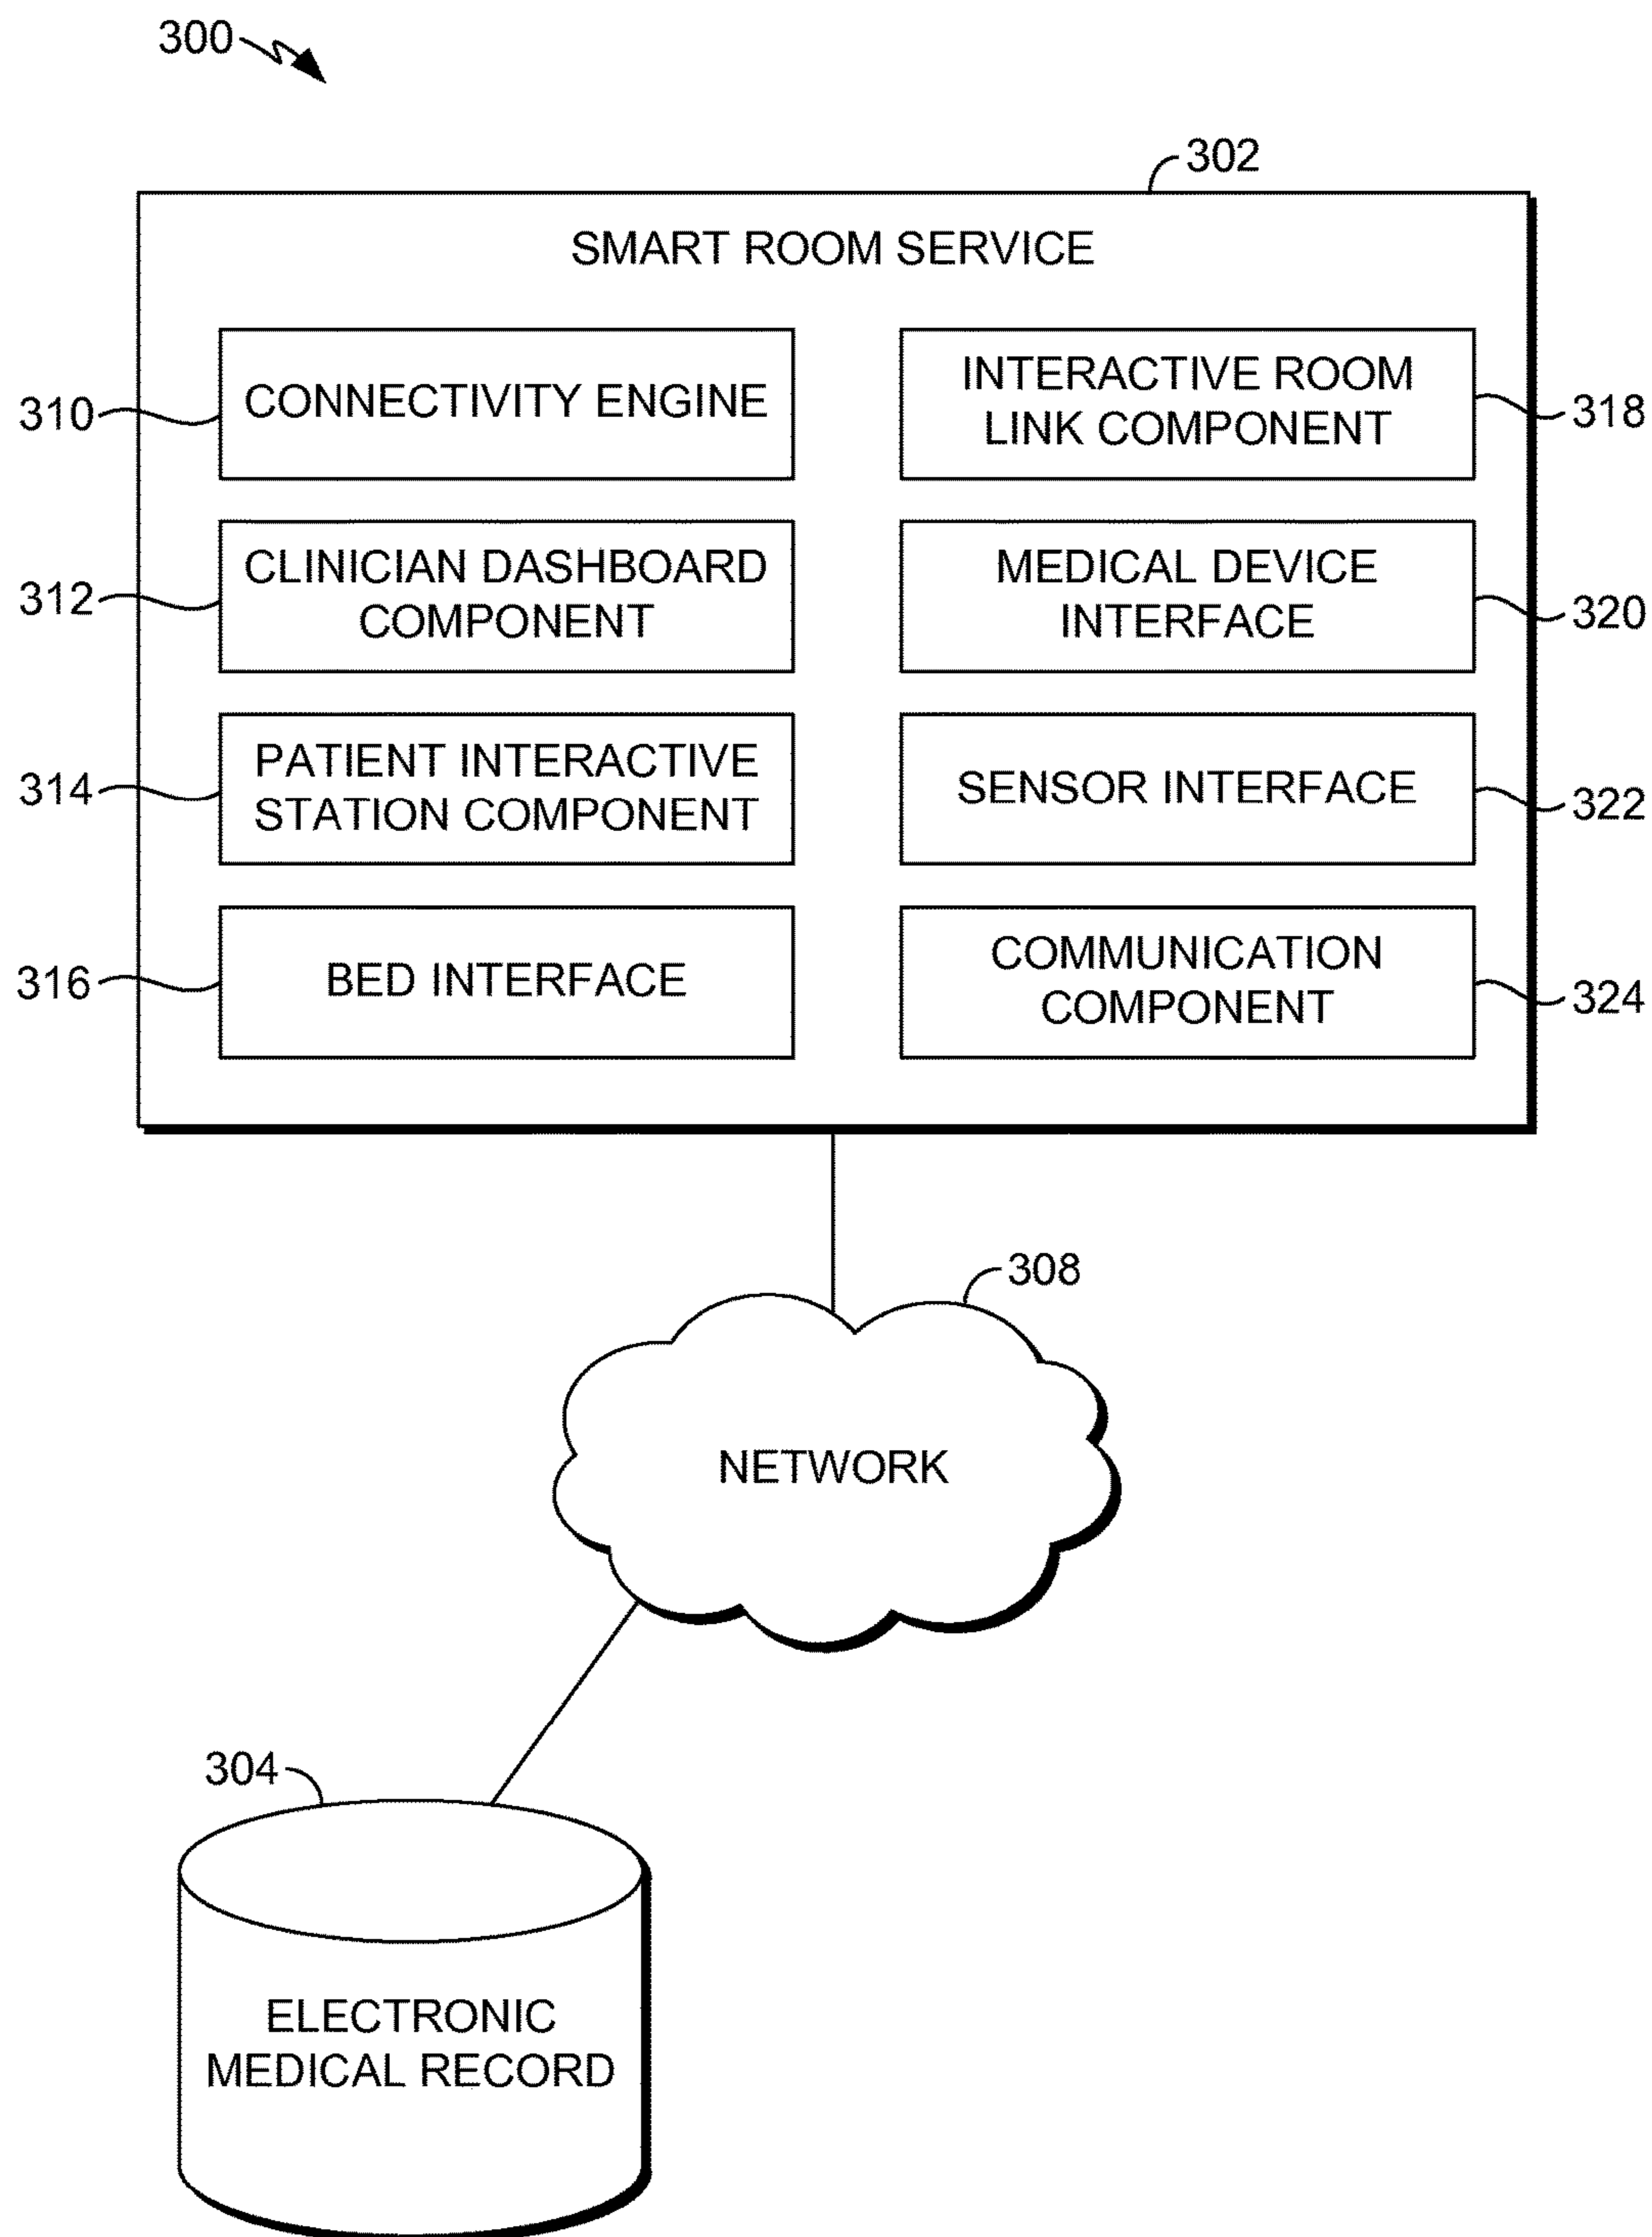 300
302
SMART ROOM SERVICE
310
CONNECTIVITY ENGINE
INTERACTIVE ROOM
LINK COMPONENT
318
312
CLINICIAN DASHBOARD
COMPONENT
MEDICAL DEVICE
INTERFACE
320
314
PATIENT INTERACTIVE
STATION COMPONENT
SENSOR INTERFACE
322
316
BED INTERFACE
COMMUNICATION
COMPONENT
324
308
NETWORK
304
ELECTRONIC
MEDICAL RECORD